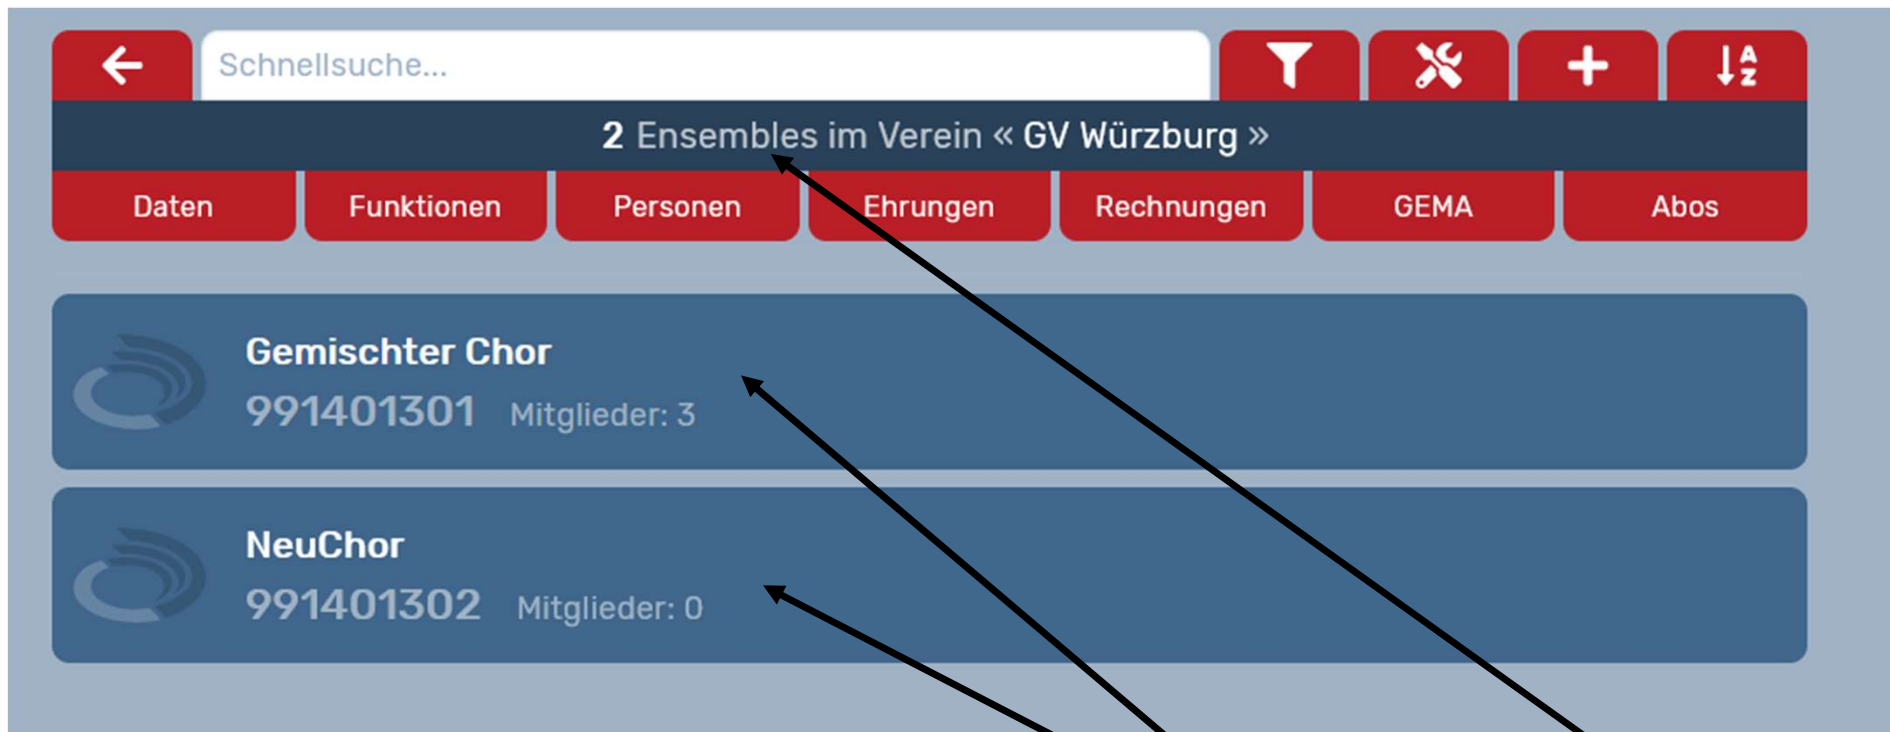 Schnellsuche...
A
Z
2 Ensembles im Verein « GV Würzburg »
Daten Funktionen Personen Ehrungen Rechnungen GEMA Abos
Gemischter Chor
991401301 Mitglieder: 3
NeuChor
991401302 Mitglieder: 0